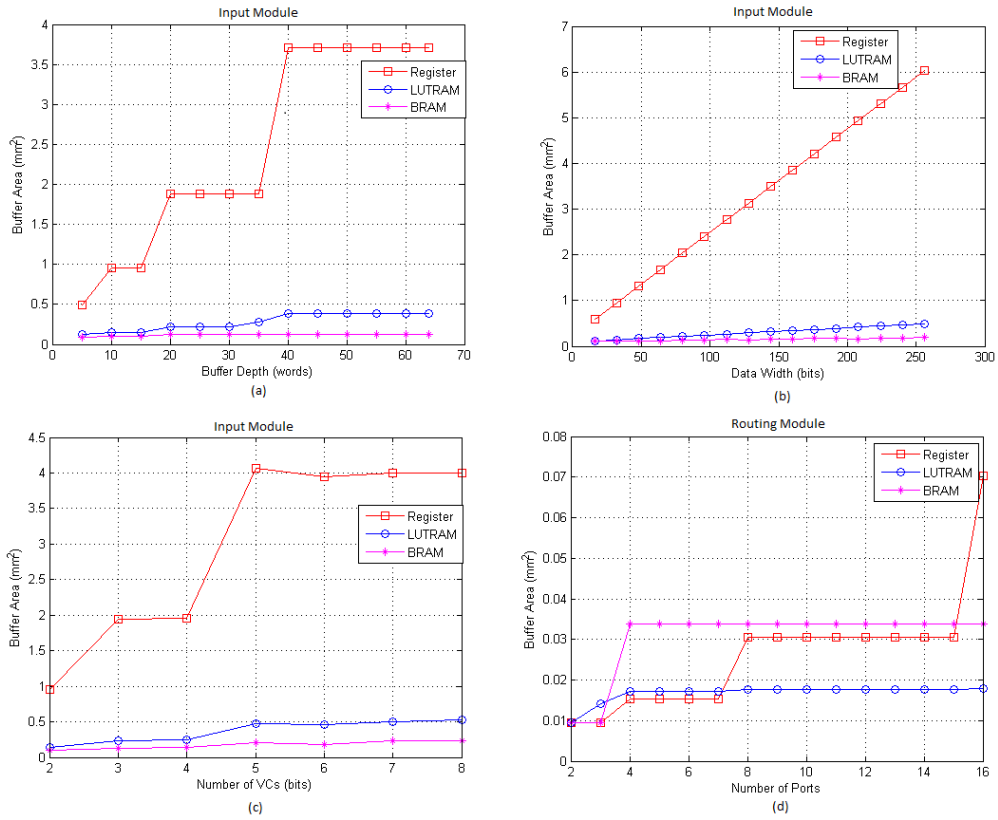 Input Module
4
3.5
3
2.5
2
1.5
1
0.5
0
Buffer Area (mm²)
Register
LUTRAM
BRAM
0 10 20 30 40 50 60 70
Buffer Depth (words)
(a)
Input Module
7
6
5
4
3
2
1
0
Buffer Area (mm²)
Register
LUTRAM
BRAM
0 50 100 150 200 250 300
Data Width (bits)
(b)
Input Module
4.5
4
3.5
3
2.5
2
1.5
1
0.5
0
Buffer Area (mm²)
Register
LUTRAM
BRAM
2 3 4 5 6 7 8
Number of VCs (bits)
(c)
Routing Module
0.08
0.07
0.06
0.05
0.04
0.03
0.02
0.01
0
Buffer Area (mm²)
Register
LUTRAM
BRAM
2 4 6 8 10 12 14 16
Number of Ports
(d)